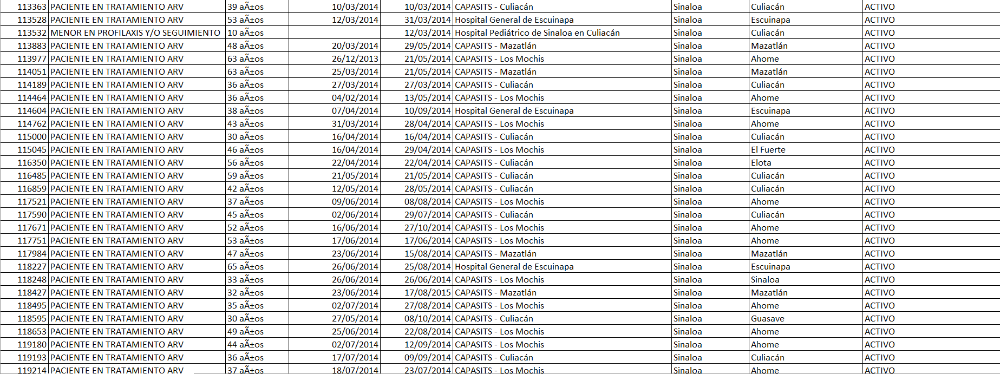 113363 PACIENTE EN TRATAMIENTO ARV 39 aÃ±os 10/03/2014 10/03/2014 CAPASITS - Culiacán Sinaloa Culiacán ACTIVO
113528 PACIENTE EN TRATAMIENTO ARV 53 aÃ±os 12/03/2014 31/03/2014 Hospital General de Escuinapa Sinaloa Escuinapa ACTIVO
113532 MENOR EN PROFILAXIS Y/O SEGUIMIENTO 10 aÃ±os 12/03/2014 Hospital Pediátrico de Sinaloa en Culiacán Sinaloa Culiacán ACTIVO
113883 PACIENTE EN TRATAMIENTO ARV 48 aÃ±os 20/03/2014 29/05/2014 CAPASITS - Mazatlán Sinaloa Mazatlán ACTIVO
113977 PACIENTE EN TRATAMIENTO ARV 63 aÃ±os 26/12/2013 21/05/2014 CAPASITS - Los Mochis Sinaloa Ahome ACTIVO
114051 PACIENTE EN TRATAMIENTO ARV 63 aÃ±os 25/03/2014 21/05/2014 CAPASITS - Mazatlán Sinaloa Mazatlán ACTIVO
114189 PACIENTE EN TRATAMIENTO ARV 36 aÃ±os 27/03/2014 27/03/2014 CAPASITS - Culiacán Sinaloa Culiacán ACTIVO
114464 PACIENTE EN TRATAMIENTO ARV 36 aÃ±os 04/02/2014 13/05/2014 CAPASITS - Los Mochis Sinaloa Ahome ACTIVO
114604 PACIENTE EN TRATAMIENTO ARV 38 aÃ±os 07/04/2014 10/09/2014 Hospital General de Escuinapa Sinaloa Escuinapa ACTIVO
114762 PACIENTE EN TRATAMIENTO ARV 43 aÃ±os 31/03/2014 28/04/2014 CAPASITS - Los Mochis Sinaloa Ahome ACTIVO
115000 PACIENTE EN TRATAMIENTO ARV 30 aÃ±os 16/04/2014 16/04/2014 CAPASITS - Culiacán Sinaloa Culiacán ACTIVO
115045 PACIENTE EN TRATAMIENTO ARV 46 aÃ±os 16/04/2014 29/04/2014 CAPASITS - Los Mochis Sinaloa El Fuerte ACTIVO
116350 PACIENTE EN TRATAMIENTO ARV 56 aÃ±os 22/04/2014 22/04/2014 CAPASITS - Culiacán Sinaloa Elota ACTIVO
116485 PACIENTE EN TRATAMIENTO ARV 59 aÃ±os 21/05/2014 21/05/2014 CAPASITS - Culiacán Sinaloa Culiacán ACTIVO
116859 PACIENTE EN TRATAMIENTO ARV 42 aÃ±os 12/05/2014 28/05/2014 CAPASITS - Culiacán Sinaloa Culiacán ACTIVO
117521 PACIENTE EN TRATAMIENTO ARV 37 aÃ±os 09/06/2014 08/08/2014 CAPASITS - Los Mochis Sinaloa Ahome ACTIVO
117590 PACIENTE EN TRATAMIENTO ARV 45 aÃ±os 02/06/2014 29/07/2014 CAPASITS - Culiacán Sinaloa Culiacán ACTIVO
117671 PACIENTE EN TRATAMIENTO ARV 52 aÃ±os 16/06/2014 27/10/2014 CAPASITS - Los Mochis Sinaloa Ahome ACTIVO
117751 PACIENTE EN TRATAMIENTO ARV 53 aÃ±os 17/06/2014 17/06/2014 CAPASITS - Los Mochis Sinaloa Ahome ACTIVO
117984 PACIENTE EN TRATAMIENTO ARV 47 aÃ±os 23/06/2014 15/08/2014 CAPASITS - Mazatlán Sinaloa Mazatlán ACTIVO
118227 PACIENTE EN TRATAMIENTO ARV 65 aÃ±os 26/06/2014 25/08/2014 Hospital General de Escuinapa Sinaloa Escuinapa ACTIVO
118248 PACIENTE EN TRATAMIENTO ARV 33 aÃ±os 26/06/2014 26/06/2014 CAPASITS - Los Mochis Sinaloa Sinaloa ACTIVO
118427 PACIENTE EN TRATAMIENTO ARV 32 aÃ±os 23/06/2014 17/08/2015 CAPASITS - Mazatlán Sinaloa Mazatlán ACTIVO
118495 PACIENTE EN TRATAMIENTO ARV 35 aÃ±os 02/07/2014 27/08/2014 CAPASITS - Los Mochis Sinaloa Ahome ACTIVO
118595 PACIENTE EN TRATAMIENTO ARV 30 aÃ±os 27/05/2014 08/10/2014 CAPASITS - Culiacán Sinaloa Guasave ACTIVO
118653 PACIENTE EN TRATAMIENTO ARV 49 aÃ±os 25/06/2014 22/08/2014 CAPASITS - Los Mochis Sinaloa Ahome ACTIVO
119180 PACIENTE EN TRATAMIENTO ARV 44 aÃ±os 02/07/2014 12/09/2014 CAPASITS - Los Mochis Sinaloa Ahome ACTIVO
119193 PACIENTE EN TRATAMIENTO ARV 36 aÃ±os 17/07/2014 09/09/2014 CAPASITS - Culiacán Sinaloa Culiacán ACTIVO
119214 PACIENTE EN TRATAMIENTO ARV 37 aÃ±os 18/07/2014 23/07/2014 CAPASITS - Los Mochis Sinaloa Ahome ACTIVO